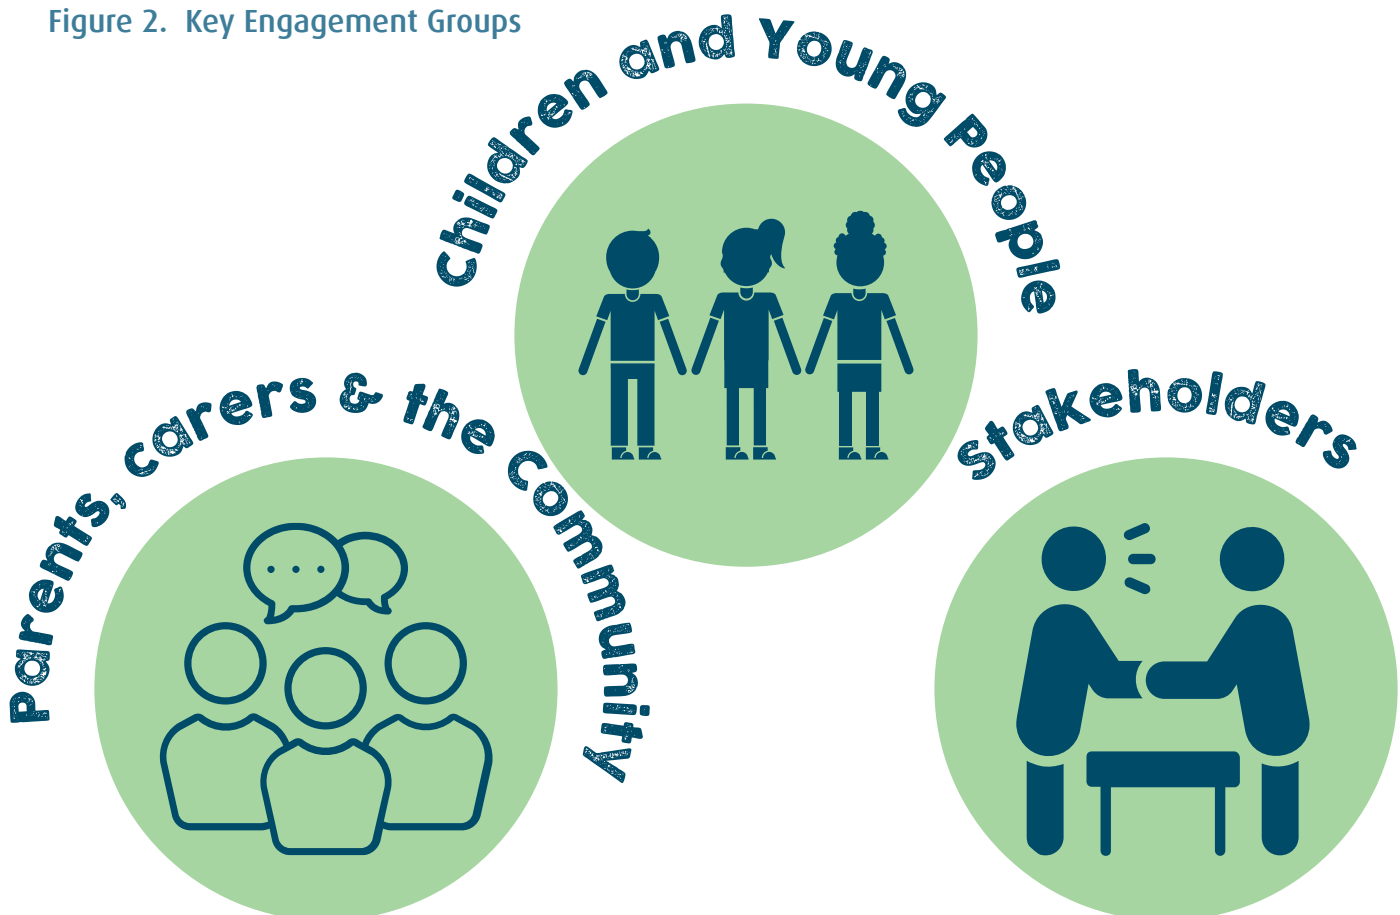 Figure 2. Key Engagement Groups
Children and Young People
Parents, carers & the Community
Stakeholders